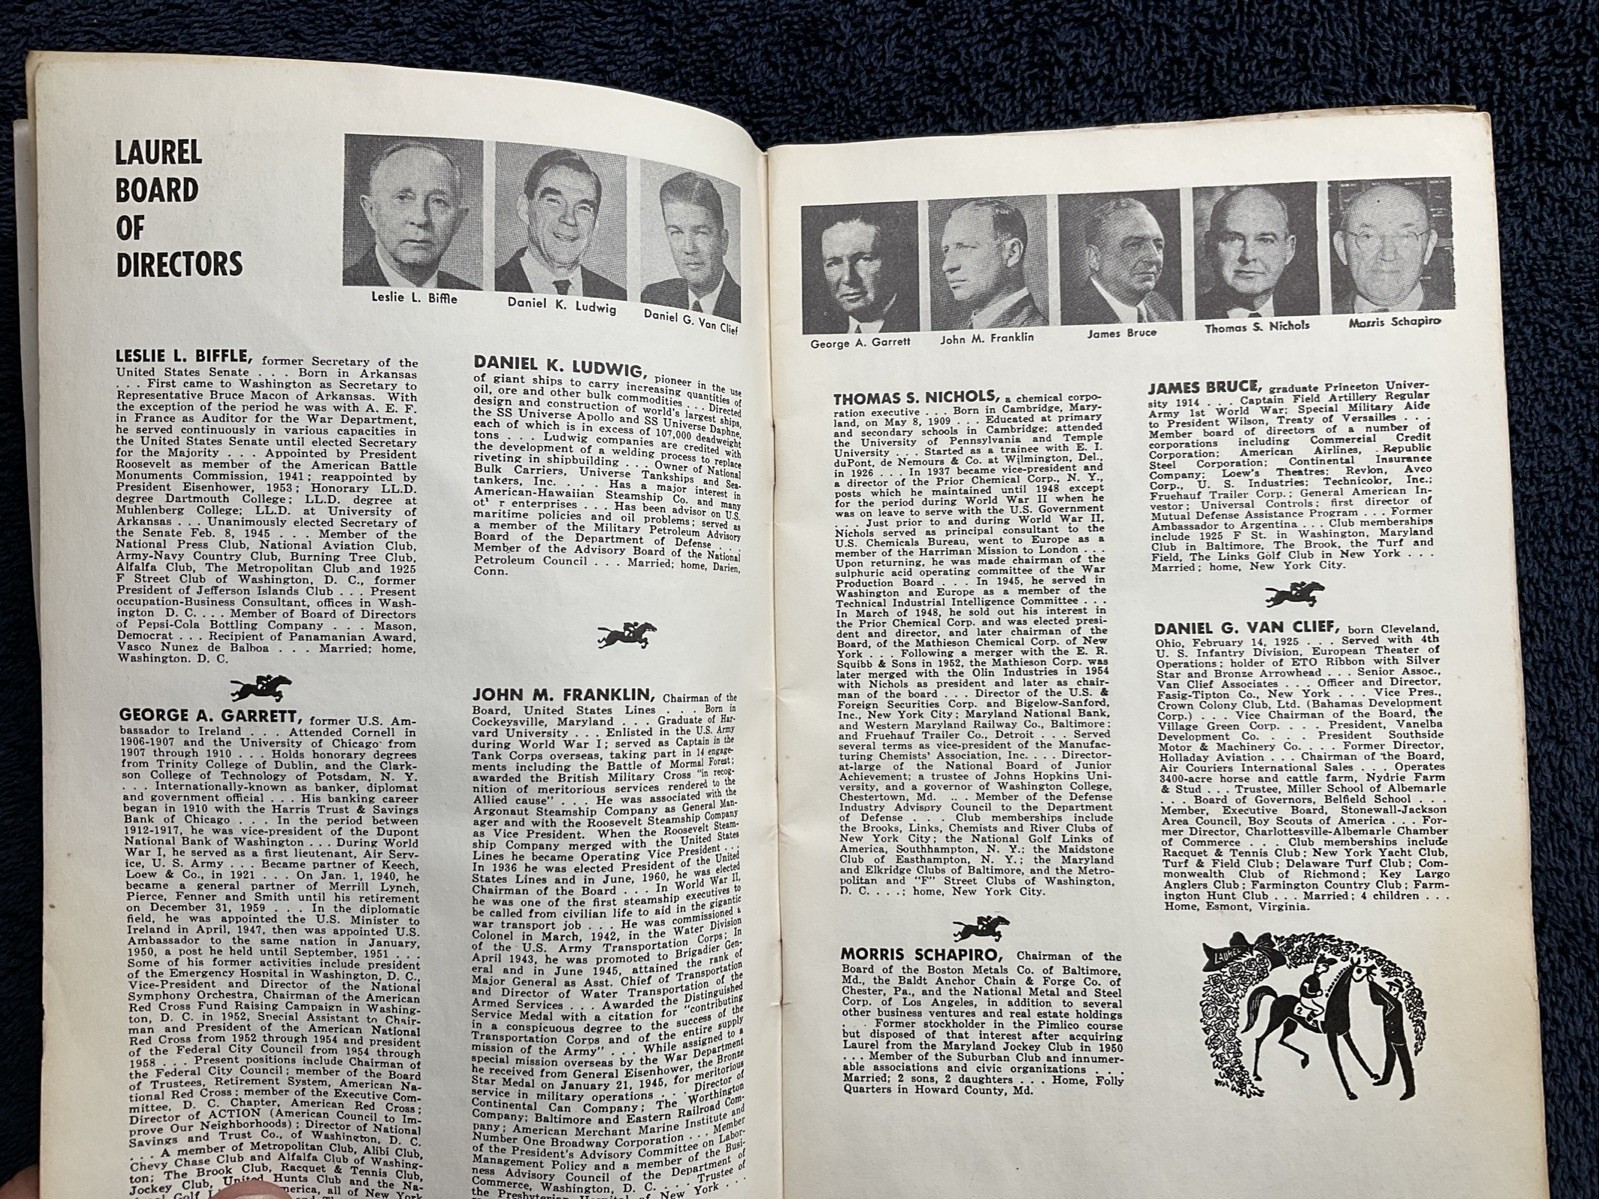 LAUREL
BOARD
OF
DIRECTORS
Leslie L. Biffle
Daniel K. Ludwig
Daniel G. Van Clief
LESLIE L. BIFFLE, former Secretary of the
United States Senate . . . Born in Arkansas
. . . First came to Washington as Secretary to
Representative Bruce Macon of Arkansas. With
the exception of the period he was with A. E. F.
in France as Auditor for the War Department,
he served continuously in various capacities in
the United States Senate until elected Secretary
for the Majority . . . Appointed by President
Roosevelt as member of the American Battle
Monuments Commission, 1941; reappointed by
President Eisenhower, 1953; Honorary LL.D.
degree Dartmouth College; LL.D. degree at
Muhlenberg College; LL.D. at University of
Arkansas . . . Unanimously elected Secretary of
the Senate Feb. 8, 1945 . . . Member of the
National Press Club, National Aviation Club,
Army-Navy Country Club, Burning Tree Club,
Alfalfa Club, The Metropolitan Club and 1925
F Street Club of Washington, D. C., former
President of Jefferson Islands Club . . . Present
occupation-Business Consultant, offices in Wash-
ington D. C. . . . Member of Board of Directors
of Pepsi-Cola Bottling Company . . . Mason,
Democrat . . . Recipient of Panamanian Award,
Vasco Nunez de Balboa . . . Married; home,
Washington. D. C.
GEORGE A. GARRETT, former U.S. Am-
bassador to Ireland . . . Attended Cornell in
1906-1907 and the University of Chicago from
1907 through 1910 . . . Holds honorary degrees
from Trinity College of Dublin, and the Clark-
son College of Technology of Potsdam, N. Y.
. . . Internationally-known as banker, diplomat
and government official . . . His banking career
began in 1910 with the Harris Trust & Savings
Bank of Chicago . . . In the period between
1912-1917, he was vice-president of the Dupont
National Bank of Washington . . . During World
War I, he served as a first lieutenant, Air Serv-
ice, U. S. Army . . . Became partner of Keech,
Loew & Co., in 1921 . . . On Jan. 1, 1940, he
became a general partner of Merrill Lynch,
Pierce, Fenner and Smith until his retirement
on December 31, 1959 . . . In the diplomatic
field, he was appointed the U.S. Minister to
Ireland in April, 1947, then was appointed U.S.
Ambassador to the same nation in January,
1950, a post he held until September, 1951 . . .
Some of his former activities include president
of the Emergency Hospital in Washington, D. C.,
Vice-President and Director of the National
Symphony Orchestra, Chairman of the American
Red Cross Fund Raising Campaign in Washing-
ton, D. C. in 1952, Special Assistant to Chair-
man and President of the American National
Red Cross from 1952 through 1954 and president
of the Federal City Council from 1954 through
1958 . . . Present positions include Chairman of
the Federal City Council; member of the Board
of Trustees, Retirement System, American Na-
tional Red Cross; member of the Executive Com-
mittee, D. C. Chapter, American Red Cross;
Director of ACTION (American Council to Im-
prove Our Neighborhoods); Director of National
Savings and Trust Co., of Washington, D. C.
. . . A member of Metropolitan Club, Alibi Club,
Chevy Chase Club and Alfalfa Club of Washing-
ton; The Brook Club, Racquet & Tennis Club,
Jockey Club, United Hunts Club and the Na-
Golf America, all of New York
DANIEL K. LUDWIG, pioneer in the use
of giant ships to carry increasing quantities of
oil, ore and other bulk commodities . . . Directed
design and construction of world's largest ships,
the SS Universe Apollo and SS Universe Daphne,
each of which is in excess of 107,000 deadweight
tons . . . Ludwig companies are credited with
the development of a welding process to replace
riveting in shipbuilding . . . Owner of National
Bulk Carriers, Universe Tankships and Sea-
tankers, Inc. . . . Has a major interest in
American-Hawaiian Steamship Co. and many
ot' r enterprises . . . Has been advisor on U.S.
maritime policies and oil problems; served as
a member of the Military Petroleum Advisory
Board of the Department of Defense . . .
Member of the Advisory Board of the National
Petroleum Council . . . Married; home, Darien,
Conn.
JOHN M. FRANKLIN, Chairman of the
Board, United States Lines . . . Born in
Cockeysville, Maryland . . . Graduate of Har-
vard University . . . Enlisted in the U.S. Army
during World War I; served as Captain in the
Tank Corps overseas, taking part in 14 engage-
ments including the Battle of Mormal Forest;
awarded the British Military Cross "in recog-
nition of meritorious services rendered to the
Allied cause" . . . He was associated with the
Argonaut Steamship Company as General Man-
ager and with the Roosevelt Steamship Company
as Vice President. When the Roosevelt Steam-
ship Company merged with the United States
Lines he became Operating Vice President . . .
In 1936 he was elected President of the United
States Lines and in June, 1960, he was elected
Chairman of the Board . . . In World War II,
he was one of the first steamship executives to
be called from civilian life to aid in the gigantic
war transport job . . . He was commissioned a
Colonel in March, 1942, in the Water Division
of the U.S. Army Transportation Corps; In
April 1943, he was promoted to Brigadier Gen-
eral and in June 1945, attained the rank of
Major General as Asst. Chief of Transportation
and Director of Water Transportation of the
Armed Services . . . Awarded the Distinguished
Service Medal with a citation for "contributing
in a conspicuous degree to the success of the
Transportation Corps and of the entire supply
mission of the Army" . . . While assigned to a
special mission overseas by the War Department
he received from General Eisenhower, the Bronze
Star Medal on January 21, 1945, for meritorious
service in military operations . . . Director of
Continental Can Company; The Worthington
Company; Baltimore and Eastern Railroad Com-
pany; American Merchant Marine Institute and
Number One Broadway Corporation . . . Member
of the President's Advisory Committee on Labor-
Management Policy and a member of the Busi-
ness Advisory Council of the Department of
Commerce, Washington, D. C. . . . Trustee of
the Presbyterian Hospital of New York . . .
George A. Garrett
John M. Franklin
James Bruce
Thomas S. Nichols
Morris Schapiro
THOMAS S. NICHOLS, a chemical corpo-
ration executive . . . Born in Cambridge, Mary-
land, on May 8, 1909 . . . Educated at primary
and secondary schools in Cambridge; attended
the University of Pennsylvania and Temple
University . . . Started as a trainee with E. I.
duPont, de Nemours & Co. at Wilmington, Del.,
in 1926 . . . In 1937 became vice-president and
a director of the Prior Chemical Corp., N. Y.,
posts which he maintained until 1948 except
for the period during World War II when he
was on leave to serve with the U.S. Government
. . . Just prior to and during World War II,
Nichols served as principal consultant to the
U.S. Chemicals Bureau, went to Europe as a
member of the Harriman Mission to London . . .
Upon returning, he was made chairman of the
sulphuric acid operating committee of the War
Production Board . . . In 1945, he served in
Washington and Europe as a member of the
Technical Industrial Intelligence Committee . . .
In March of 1948, he sold out his interest in
the Prior Chemical Corp. and was elected presi-
dent and director, and later chairman of the
Board, of the Mathieson Chemical Corp. of New
York . . . Following a merger with the E. R.
Squibb & Sons in 1952, the Mathieson Corp. was
later merged with the Olin Industries in 1954
with Nichols as president and later as chair-
man of the board . . . Director of the U.S. &
Foreign Securities Corp. and Bigelow-Sanford,
Inc., New York City; Maryland National Bank,
and Western Maryland Railway Co., Baltimore;
and Fruehauf Trailer Co., Detroit . . . Served
several terms as vice-president of the Manufac-
turing Chemists' Association, Inc. . . . Director-
at-large of the National Board of Junior
Achievement; a trustee of Johns Hopkins Uni-
versity, and a governor of Washington College,
Chestertown, Md. . . . Member of the Defense
Industry Advisory Council to the Department
of Defense . . . Club memberships include
the Brooks, Links, Chemists and River Clubs of
New York City; the National Golf Links of
America, Southhampton, N. Y.; the Maidstone
Club of Easthampton, N. Y.; the Maryland
and Elkridge Clubs of Baltimore, and the Metro-
politan and "F" Street Clubs of Washington,
D. C. . . .; home, New York City.
MORRIS SCHAPIRO, Chairman of the
Board of the Boston Metals Co. of Baltimore,
Md., the Baldt Anchor Chain & Forge Co. of
Chester, Pa., and the National Metal and Steel
Corp. of Los Angeles, in addition to several
other business ventures and real estate holdings
. . . Former stockholder in the Pimlico course
but disposed of that interest after acquiring
Laurel from the Maryland Jockey Club in 1950
. . . Member of the Suburban Club and innumer-
able associations and civic organizations . . .
Married; 2 sons, 2 daughters . . . Home, Folly
Quarters in Howard County, Md.
JAMES BRUCE, graduate Princeton Univer-
sity 1914 . . . Captain Field Artillery Regular
Army 1st World War; Special Military Aide
to President Wilson, Treaty of Versailles . . .
Member board of directors of a number of
corporations including Commercial Credit
Corporation; American Airlines, Republic
Steel Corporation; Continental Insurance
Company; Loew's Theatres; Revlon, Avco
Corp., U. S. Industries; Technicolor, Inc.;
Fruehauf Trailer Corp.; General American In-
vestor; Universal Controls; first director of
Mutual Defense Assistance Program . . . Former
Ambassador to Argentina . . . Club memberships
include 1925 F St. in Washington, Maryland
Club in Baltimore, The Brook, the Turf and
Field, The Links Golf Club in New York . . .
Married; home, New York City.
DANIEL G. VAN CLIEF, born Cleveland,
Ohio, February 14, 1925 . . . Served with 4th
U. S. Infantry Division, European Theater of
Operations; holder of ETO Ribbon with Silver
Star and Bronze Arrowhead . . . Senior Assoc.,
Van Clief Associates . . . Officer and Director,
Fasig-Tipton Co., New York . . . Vice Pres.,
Crown Colony Club, Ltd. (Bahamas Development
Corp.) . . . Vice Chairman of the Board, the
Village Green Corp. . . . President, Vanelba
Development Co. . . . President Southside
Motor & Machinery Co. . . . Former Director,
Holladay Aviation . . . Chairman of the Board,
Air Couriers International Sales . . . Operates
3400-acre horse and cattle farm, Nydrie Farm
& Stud . . . Trustee, Miller School of Albemarle
. . . Board of Governors, Belfield School . . .
Member, Executive Board, Stonewall-Jackson
Area Council, Boy Scouts of America . . . For-
mer Director, Charlottesville-Albemarle Chamber
of Commerce . . . Club memberships include
Racquet & Tennis Club; New York Yacht Club,
Turf & Field Club; Delaware Turf Club; Com-
monwealth Club of Richmond; Key Largo
Anglers Club; Farmington Country Club; Farm-
ington Hunt Club . . . Married; 4 children . . .
Home, Esmont, Virginia.
LAUREL
2